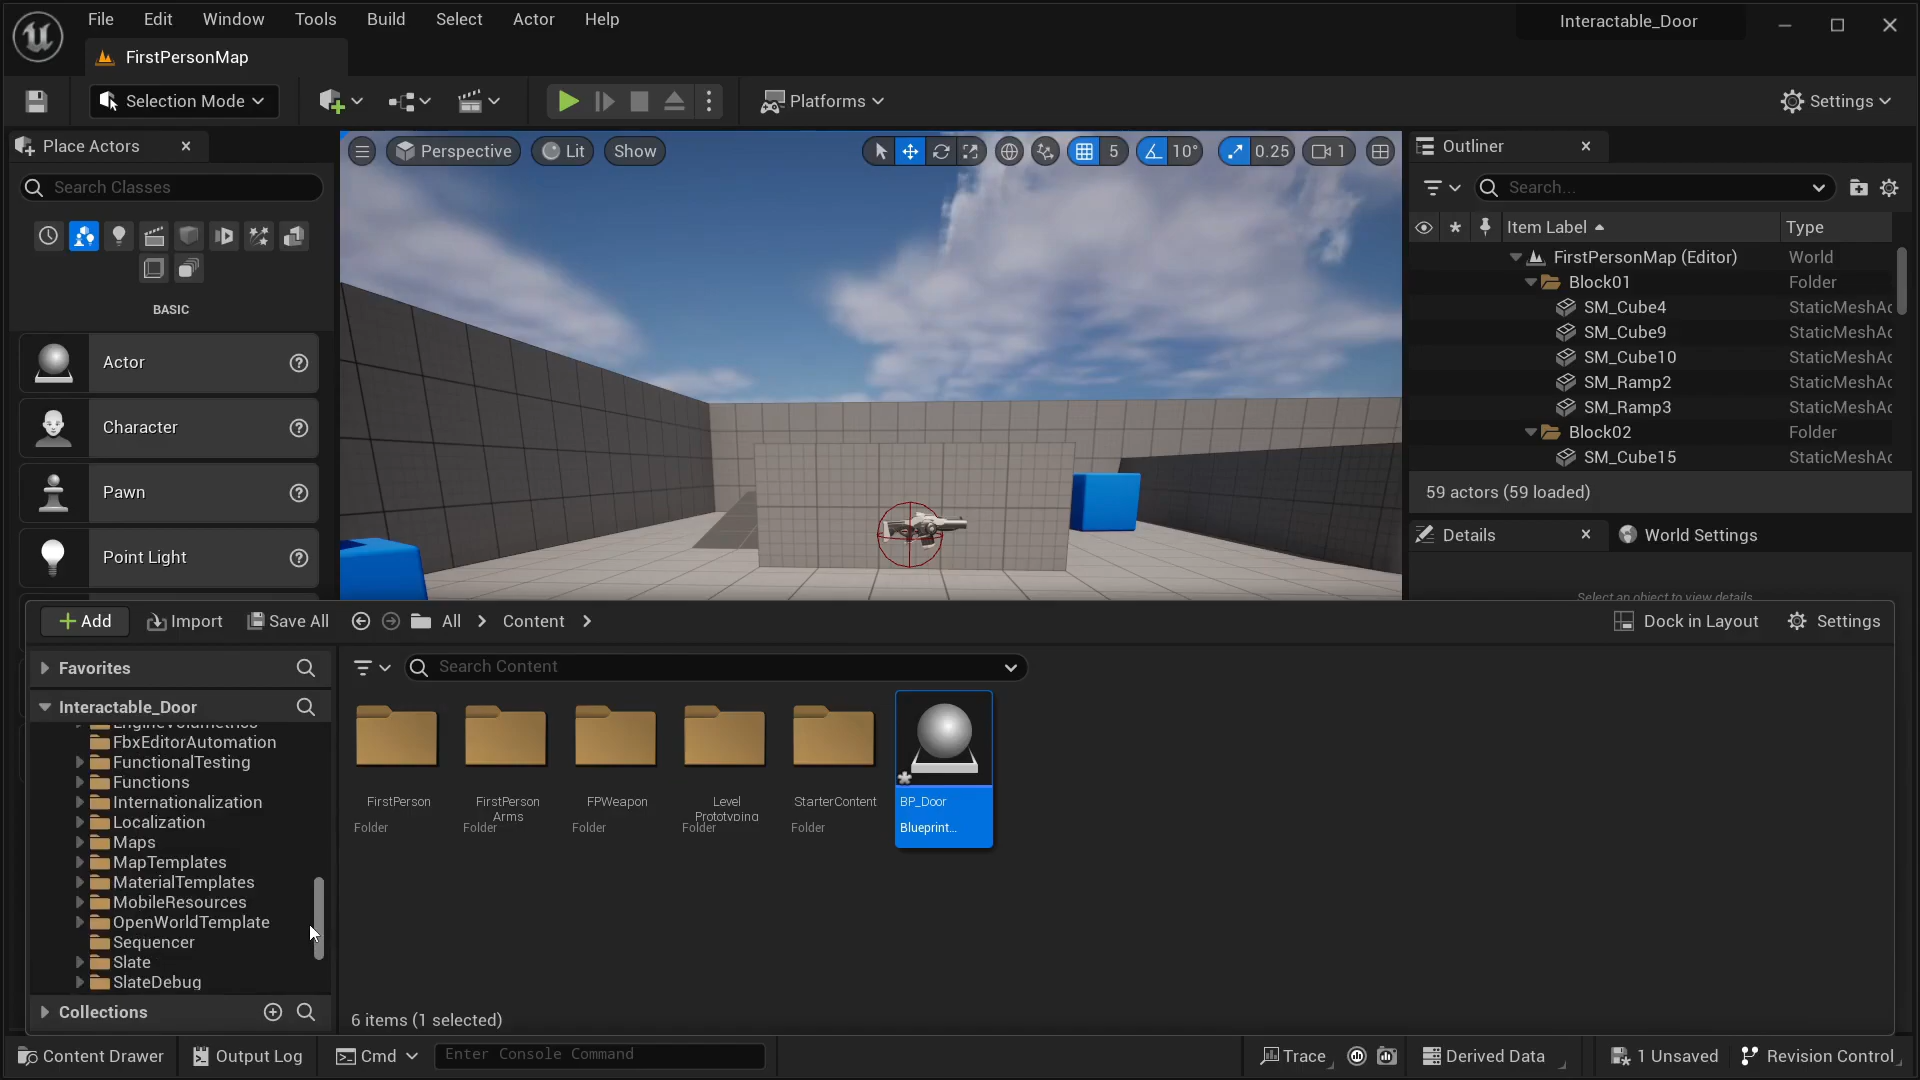 File Edit Window Tools Build Select Actor Help
Interactable_Door
FirstPersonMap
Selection Mode
Platforms
Settings
Place Actors
Search Classes
BASIC
Actor
Character
Pawn
Point Light
Perspective Lit Show
5 10° 0.25 1
Outliner
Search...
Item Label Type
FirstPersonMap (Editor) World
Block01 Folder
SM_Cube4 StaticMeshAc
SM_Cube9 StaticMeshAc
SM_Cube10 StaticMeshAc
SM_Ramp2 StaticMeshAc
SM_Ramp3 StaticMeshAc
Block02 Folder
SM_Cube15 StaticMeshAc
59 actors (59 loaded)
Details World Settings
Select an object to view details.
Add Import Save All All Content
Dock in Layout Settings
Favorites
Search Content
Interactable_Door
EngineVolumetrics
FbxEditorAutomation
FunctionalTesting
Functions
Internationalization
Localization
Maps
MapTemplates
MaterialTemplates
MobileResources
OpenWorldTemplate
Sequencer
Slate
SlateDebug
Collections
FirstPerson
Folder
FirstPerson
Arms
Folder
FPWeapon
Folder
Level
Prototyping
Folder
StarterContent
Folder
BP_Door
Blueprint...
6 items (1 selected)
Content Drawer Output Log Cmd Enter Console Command
Trace Derived Data 1 Unsaved Revision Control